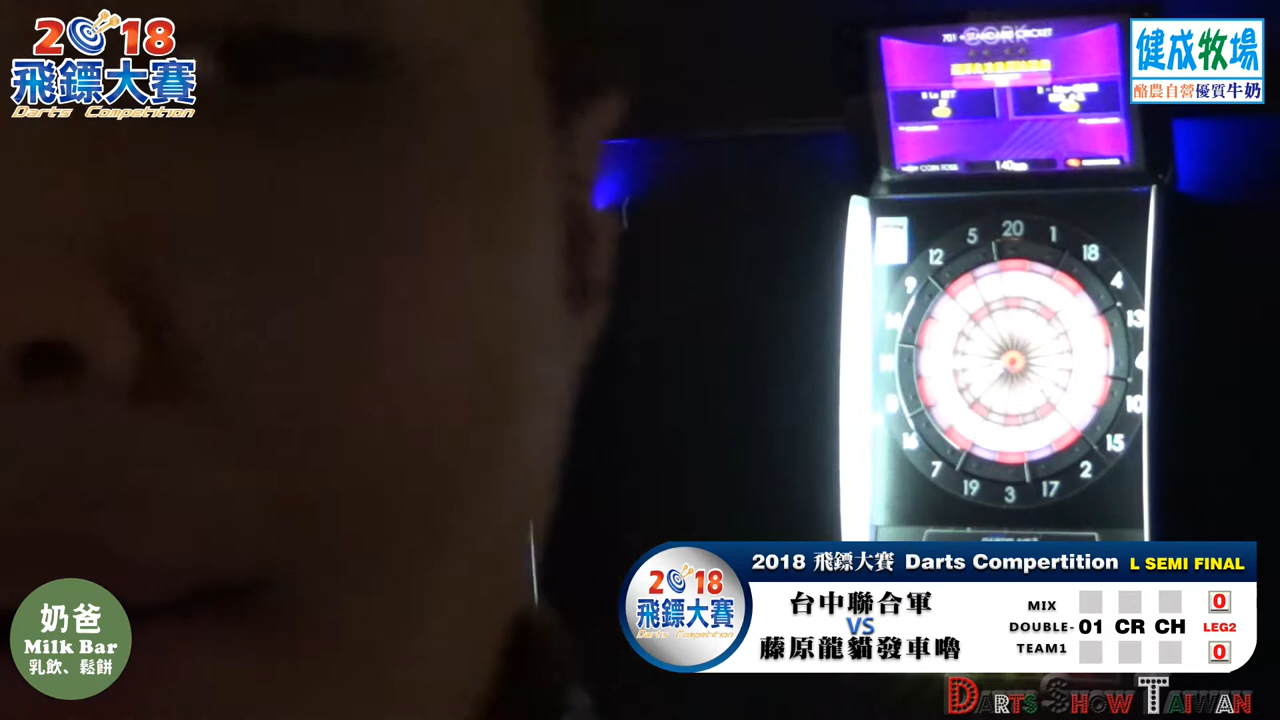 2018
飛鏢大賽
Darts Competition
701 • STANDARD CRICKET
CORK
健成牧場
酪農自營優質牛奶
20
1
18
4
13
6
10
15
2
17
3
19
7
16
9
12
5
2018 飛鏢大賽 Darts Compertition L SEMI FINAL
2018
飛鏢大賽
Darts Competition
台中聯合軍
VS
藤原龍貓發車嚕
MIX
DOUBLE-
TEAM1
01 CR CH
0
LEG2
0
奶爸
Milk Bar
乳飲、鬆餅
DARTS SHOW TAIWAN